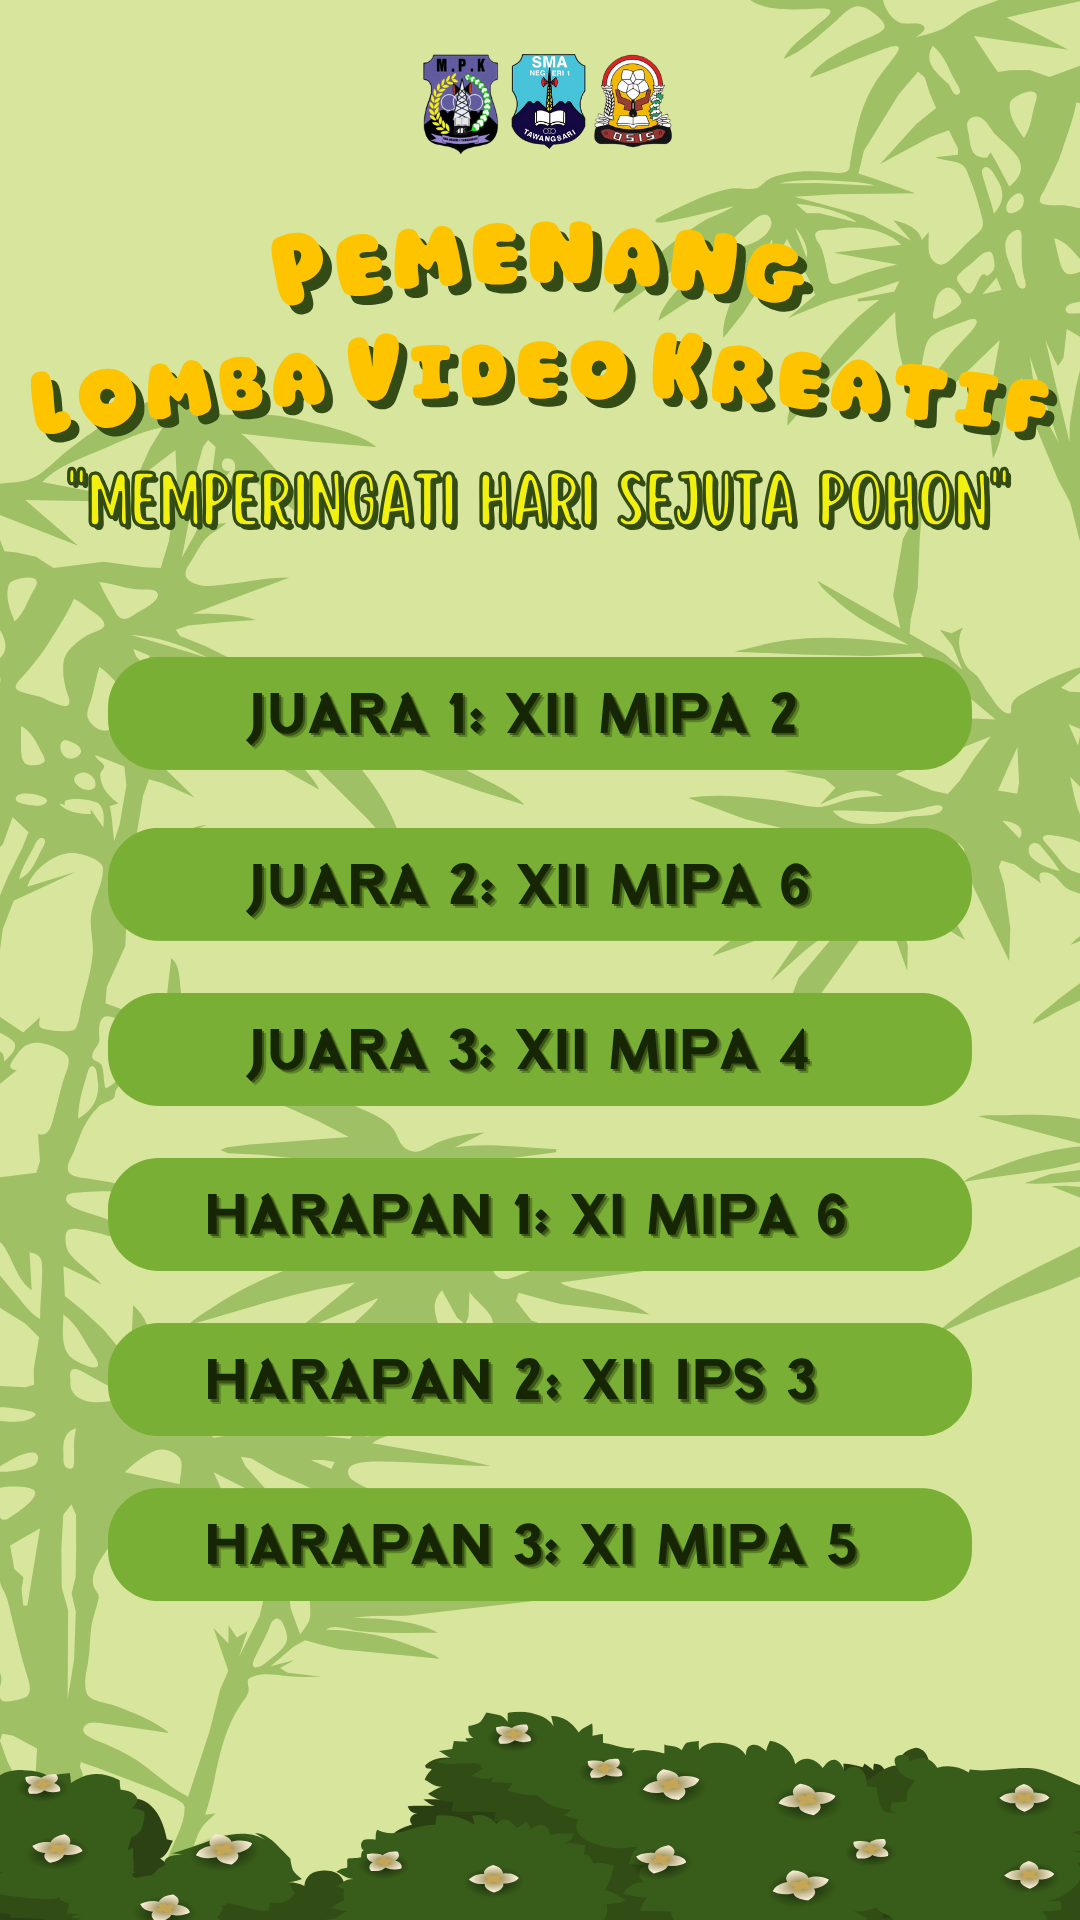 M.P.K
SMA
NEGERI 1
TAWANGSARI
OSIS
PEMENANG
LOMBA VIDEO KREATIF
"MEMPERINGATI HARI SEJUTA POHON"
JUARA 1: XII MIPA 2
JUARA 2: XII MIPA 6
JUARA 3: XII MIPA 4
HARAPAN 1: XI MIPA 6
HARAPAN 2: XII IPS 3
HARAPAN 3: XI MIPA 5